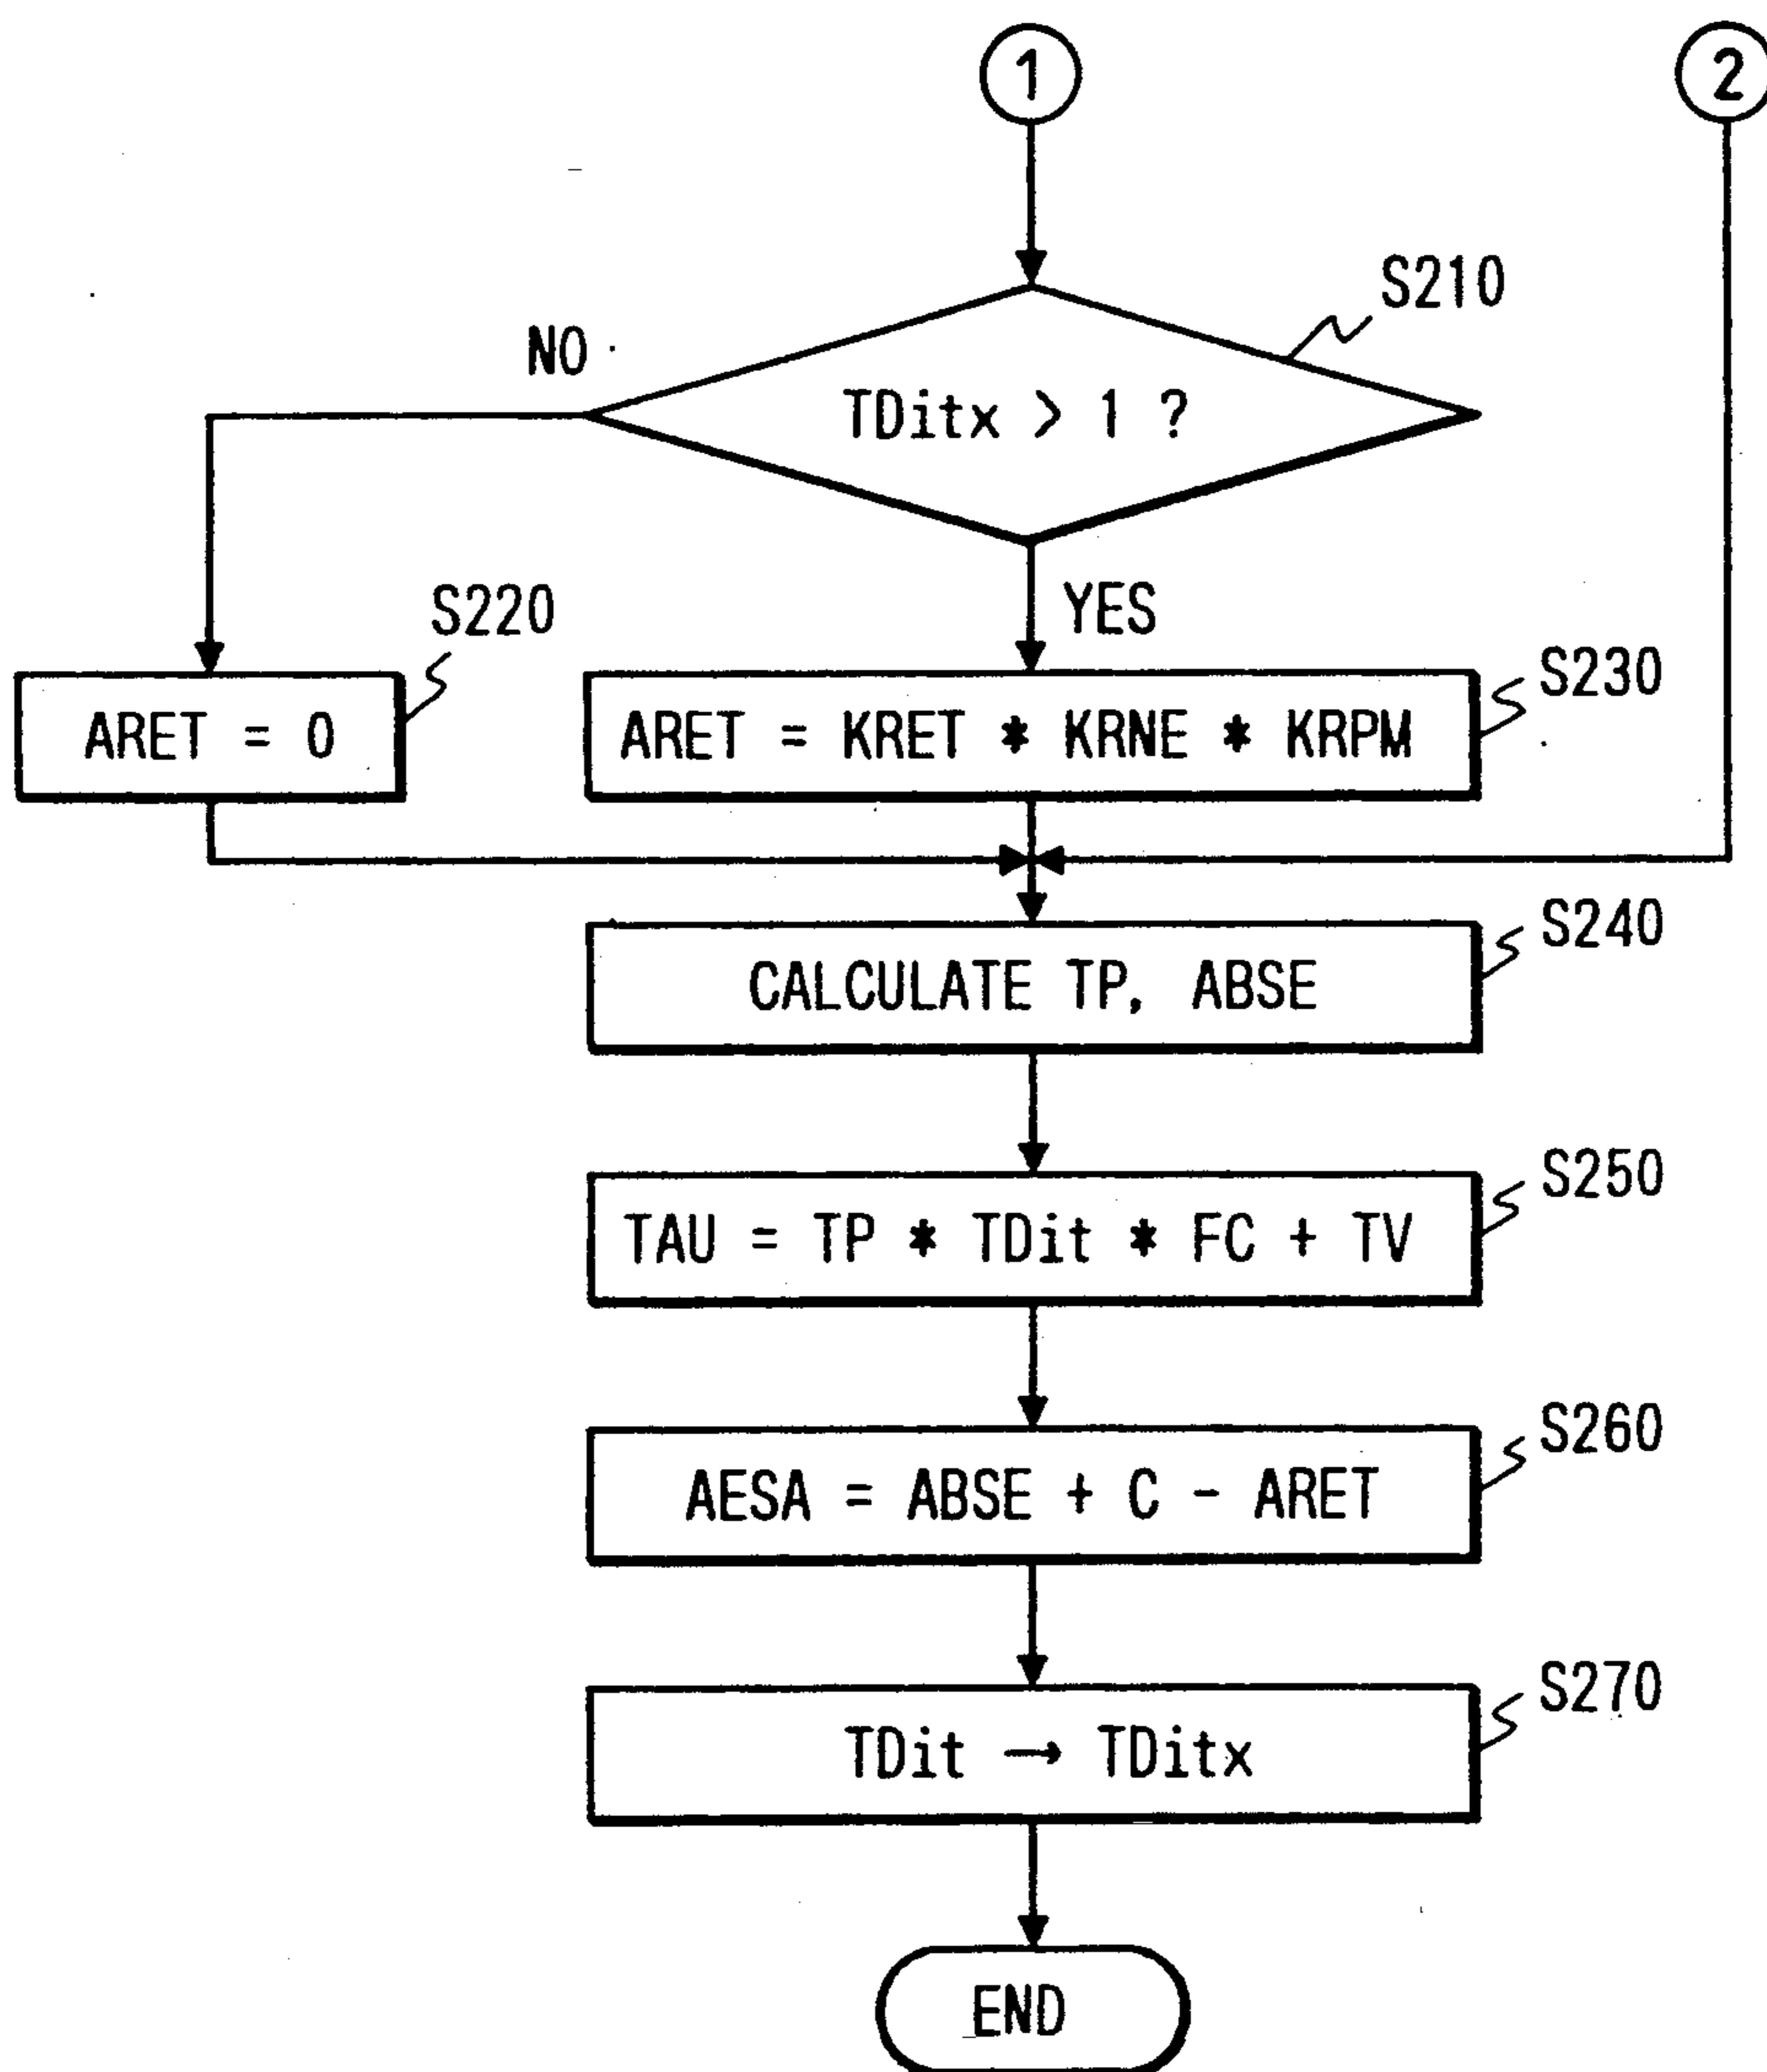 1
2
S210
NO
TDitx > 1 ?
YES
S220
S230
ARET = 0
ARET = KRET * KRNE * KRPM
S240
CALCULATE TP, ABSE
S250
TAU = TP * TDit * FC + TV
S260
AESA = ABSE + C - ARET
S270
TDit → TDitx
END